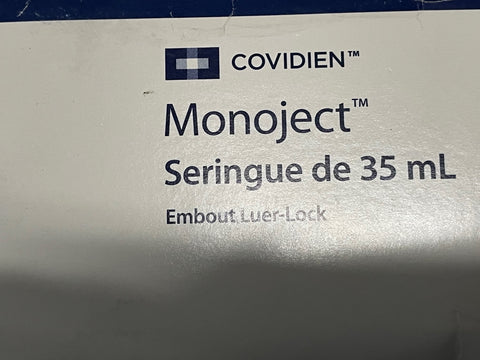 COVIDIEN™
Monoject™
Seringue de 35 mL
Embout Luer-Lock